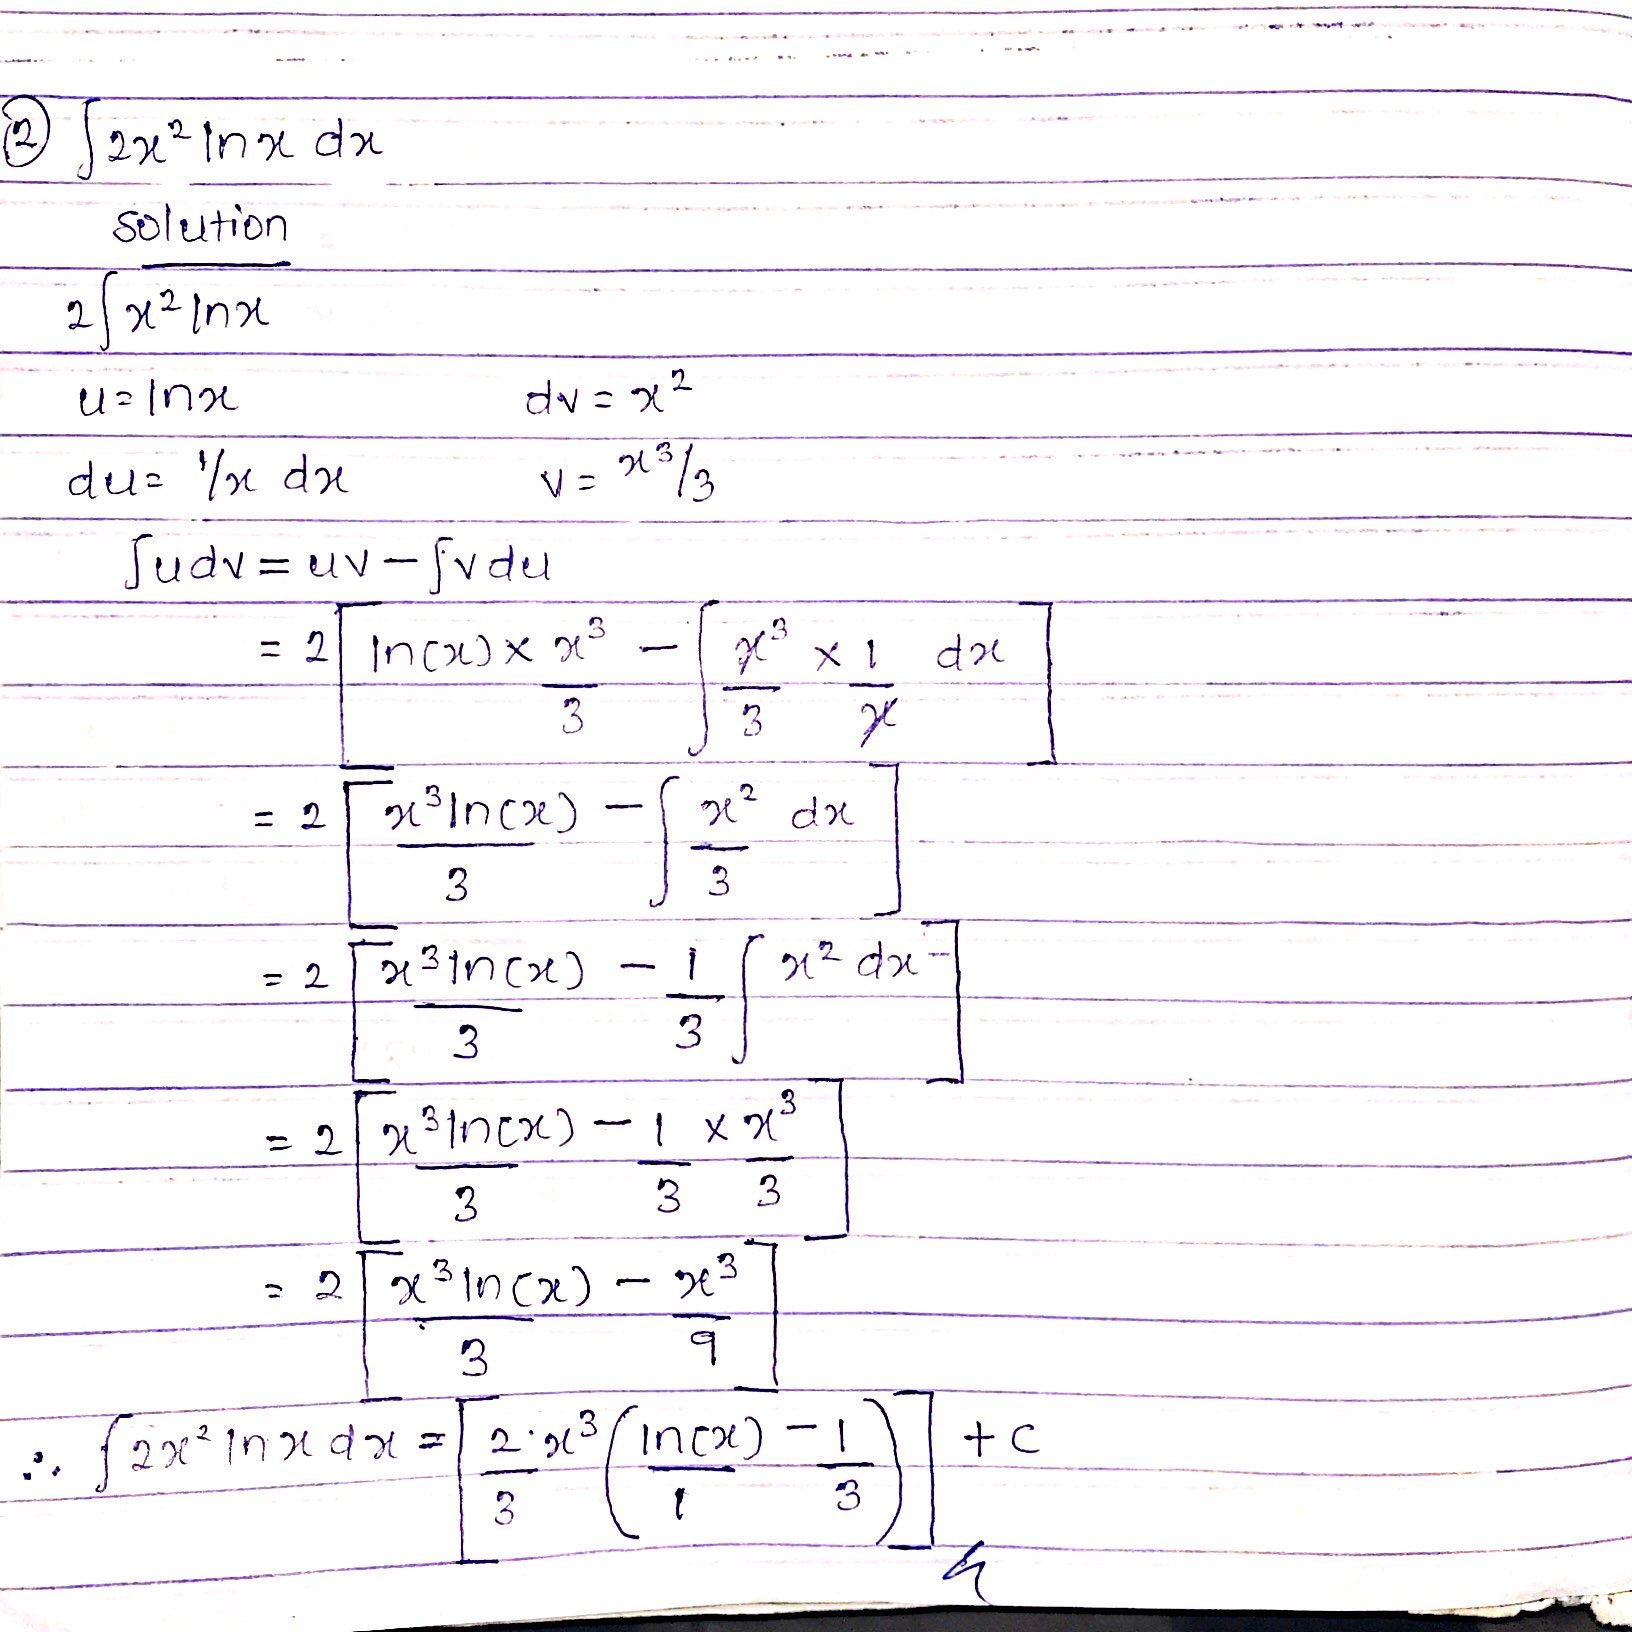 ② ∫2x² ln x dx
solution
2∫x² ln x
u = ln x dv = x²
du = 1/x dx v = x³/3
∫u dv = uv − ∫v du
= 2[ln(x) × x³/3 − ∫ x³/3 × 1/x dx]
= 2[x³ ln(x)/3 − ∫ x²/3 dx]
= 2[x³ ln(x)/3 − 1/3 ∫ x² dx]
= 2[x³ ln(x)/3 − 1/3 × x³/3]
= 2[x³ ln(x)/3 − x³/9]
∴ ∫2x² ln x dx = [2/3 · x³ (ln(x)/1 − 1/3)] + c